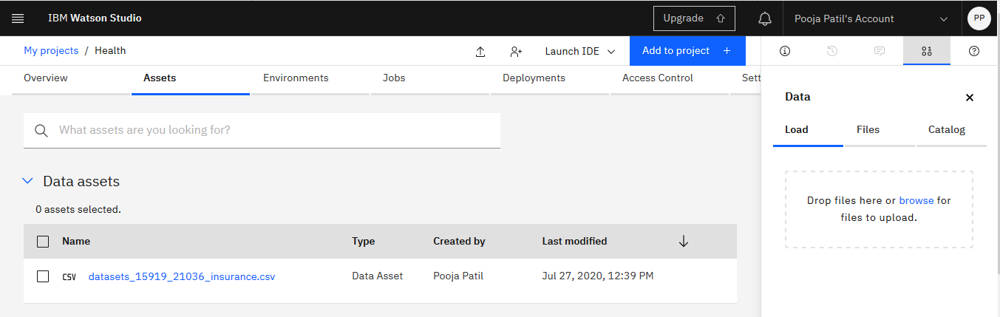 IBM Watson Studio
Upgrade
Pooja Patil's Account
PP
My projects / Health
Launch IDE
Add to project +
Overview
Assets
Environments
Jobs
Deployments
Access Control
Sett
What assets are you looking for?
Data assets
0 assets selected.
Name
Type
Created by
Last modified
CSV
datasets_15919_21036_insurance.csv
Data Asset
Pooja Patil
Jul 27, 2020, 12:39 PM
Data
Load
Files
Catalog
Drop files here or browse for
files to upload.